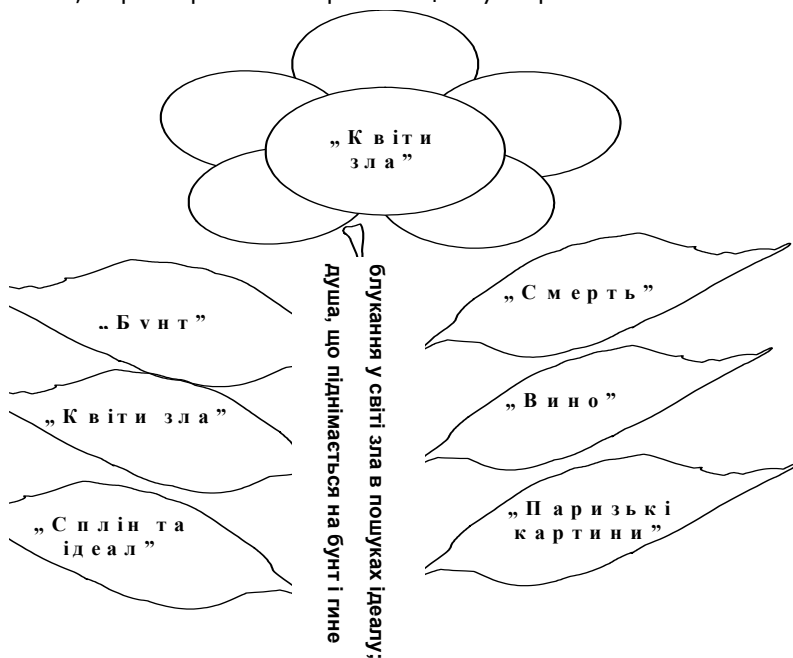 „Квіти
зла”
„Бунт”
„Смерть”
„Квіти зла”
„Вино”
„Сплін та
ідеал”
„Паризькі
картини”
блукання у світі зла в пошуках ідеалу;
душа, що піднімається на бунт і гине